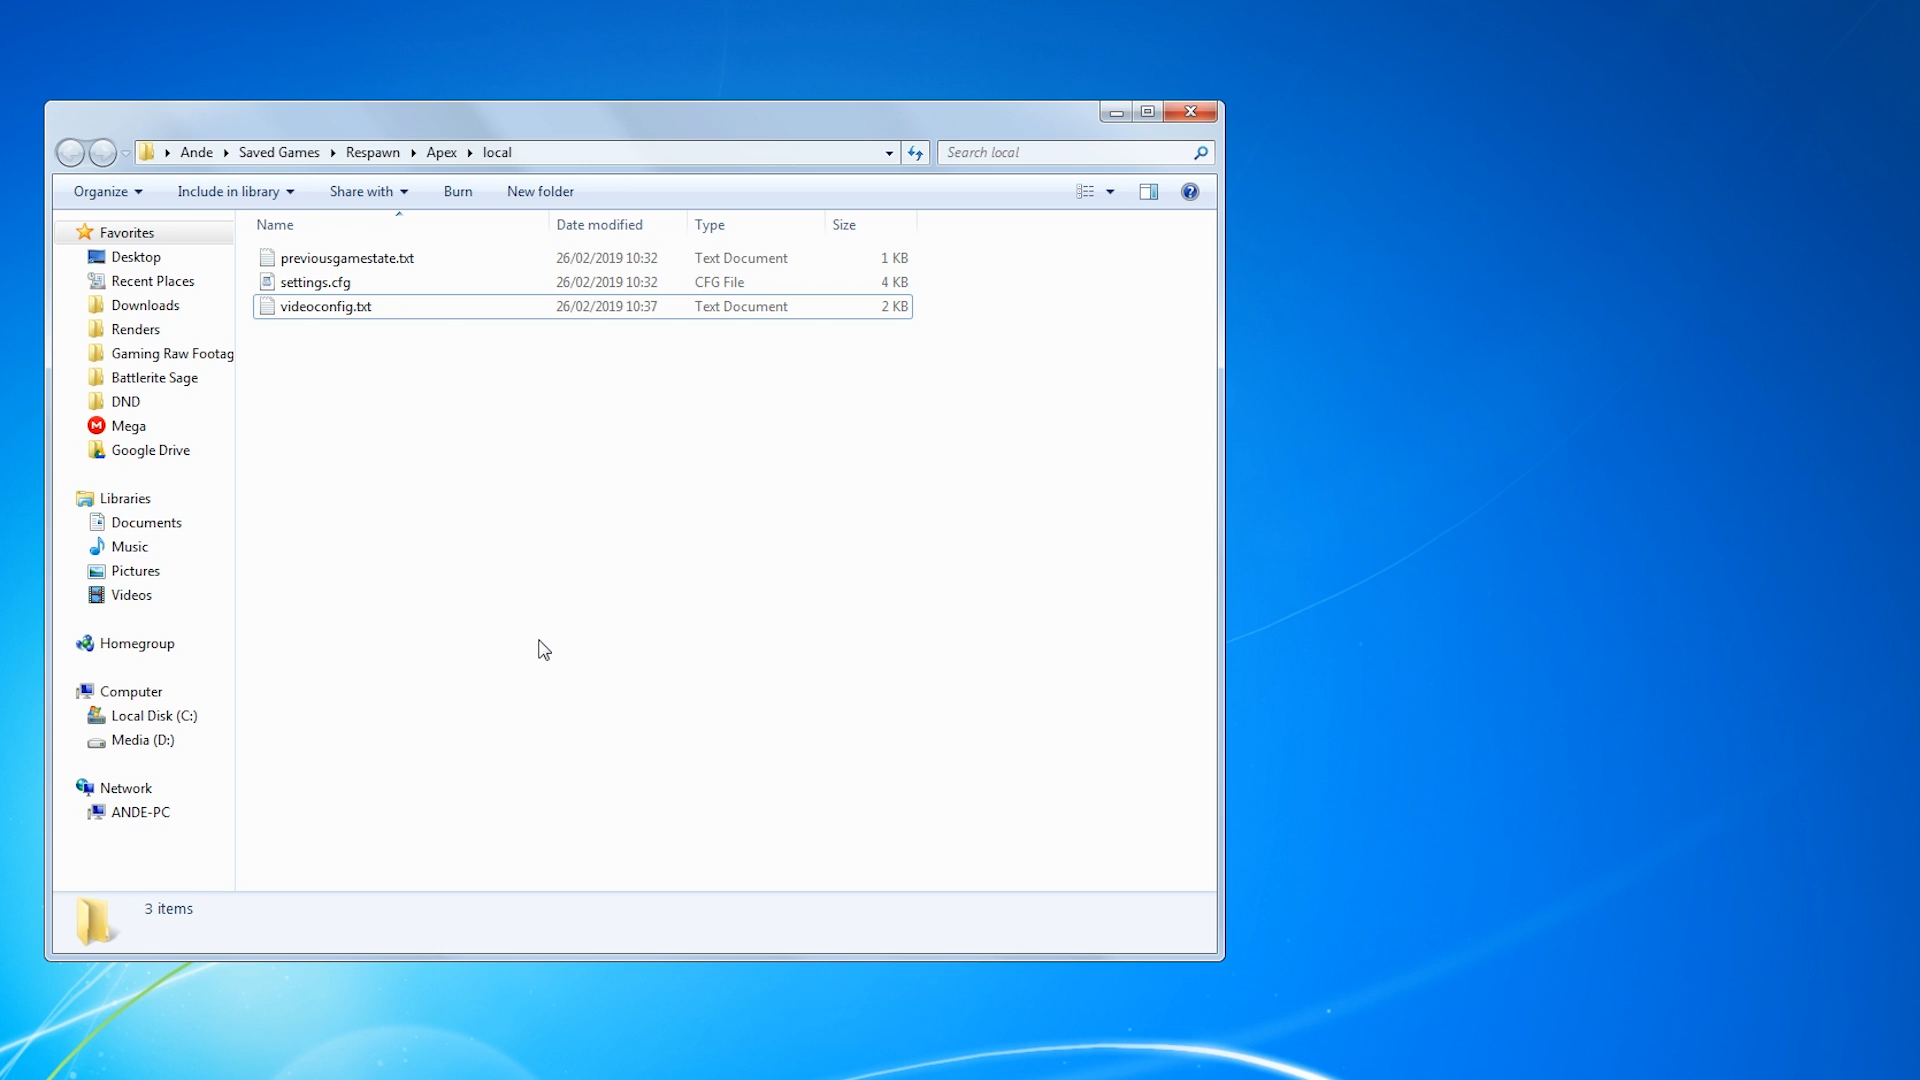 Ande Saved Games Respawn Apex local
Search local
Organize Include in library Share with Burn New folder
Name Date modified Type Size
previousgamestate.txt 26/02/2019 10:32 Text Document 1 KB
settings.cfg 26/02/2019 10:32 CFG File 4 KB
videoconfig.txt 26/02/2019 10:37 Text Document 2 KB
Favorites
Desktop
Recent Places
Downloads
Renders
Gaming Raw Footag
Battlerite Sage
DND
Mega
Google Drive
Libraries
Documents
Music
Pictures
Videos
Homegroup
Computer
Local Disk (C:)
Media (D:)
Network
ANDE-PC
3 items